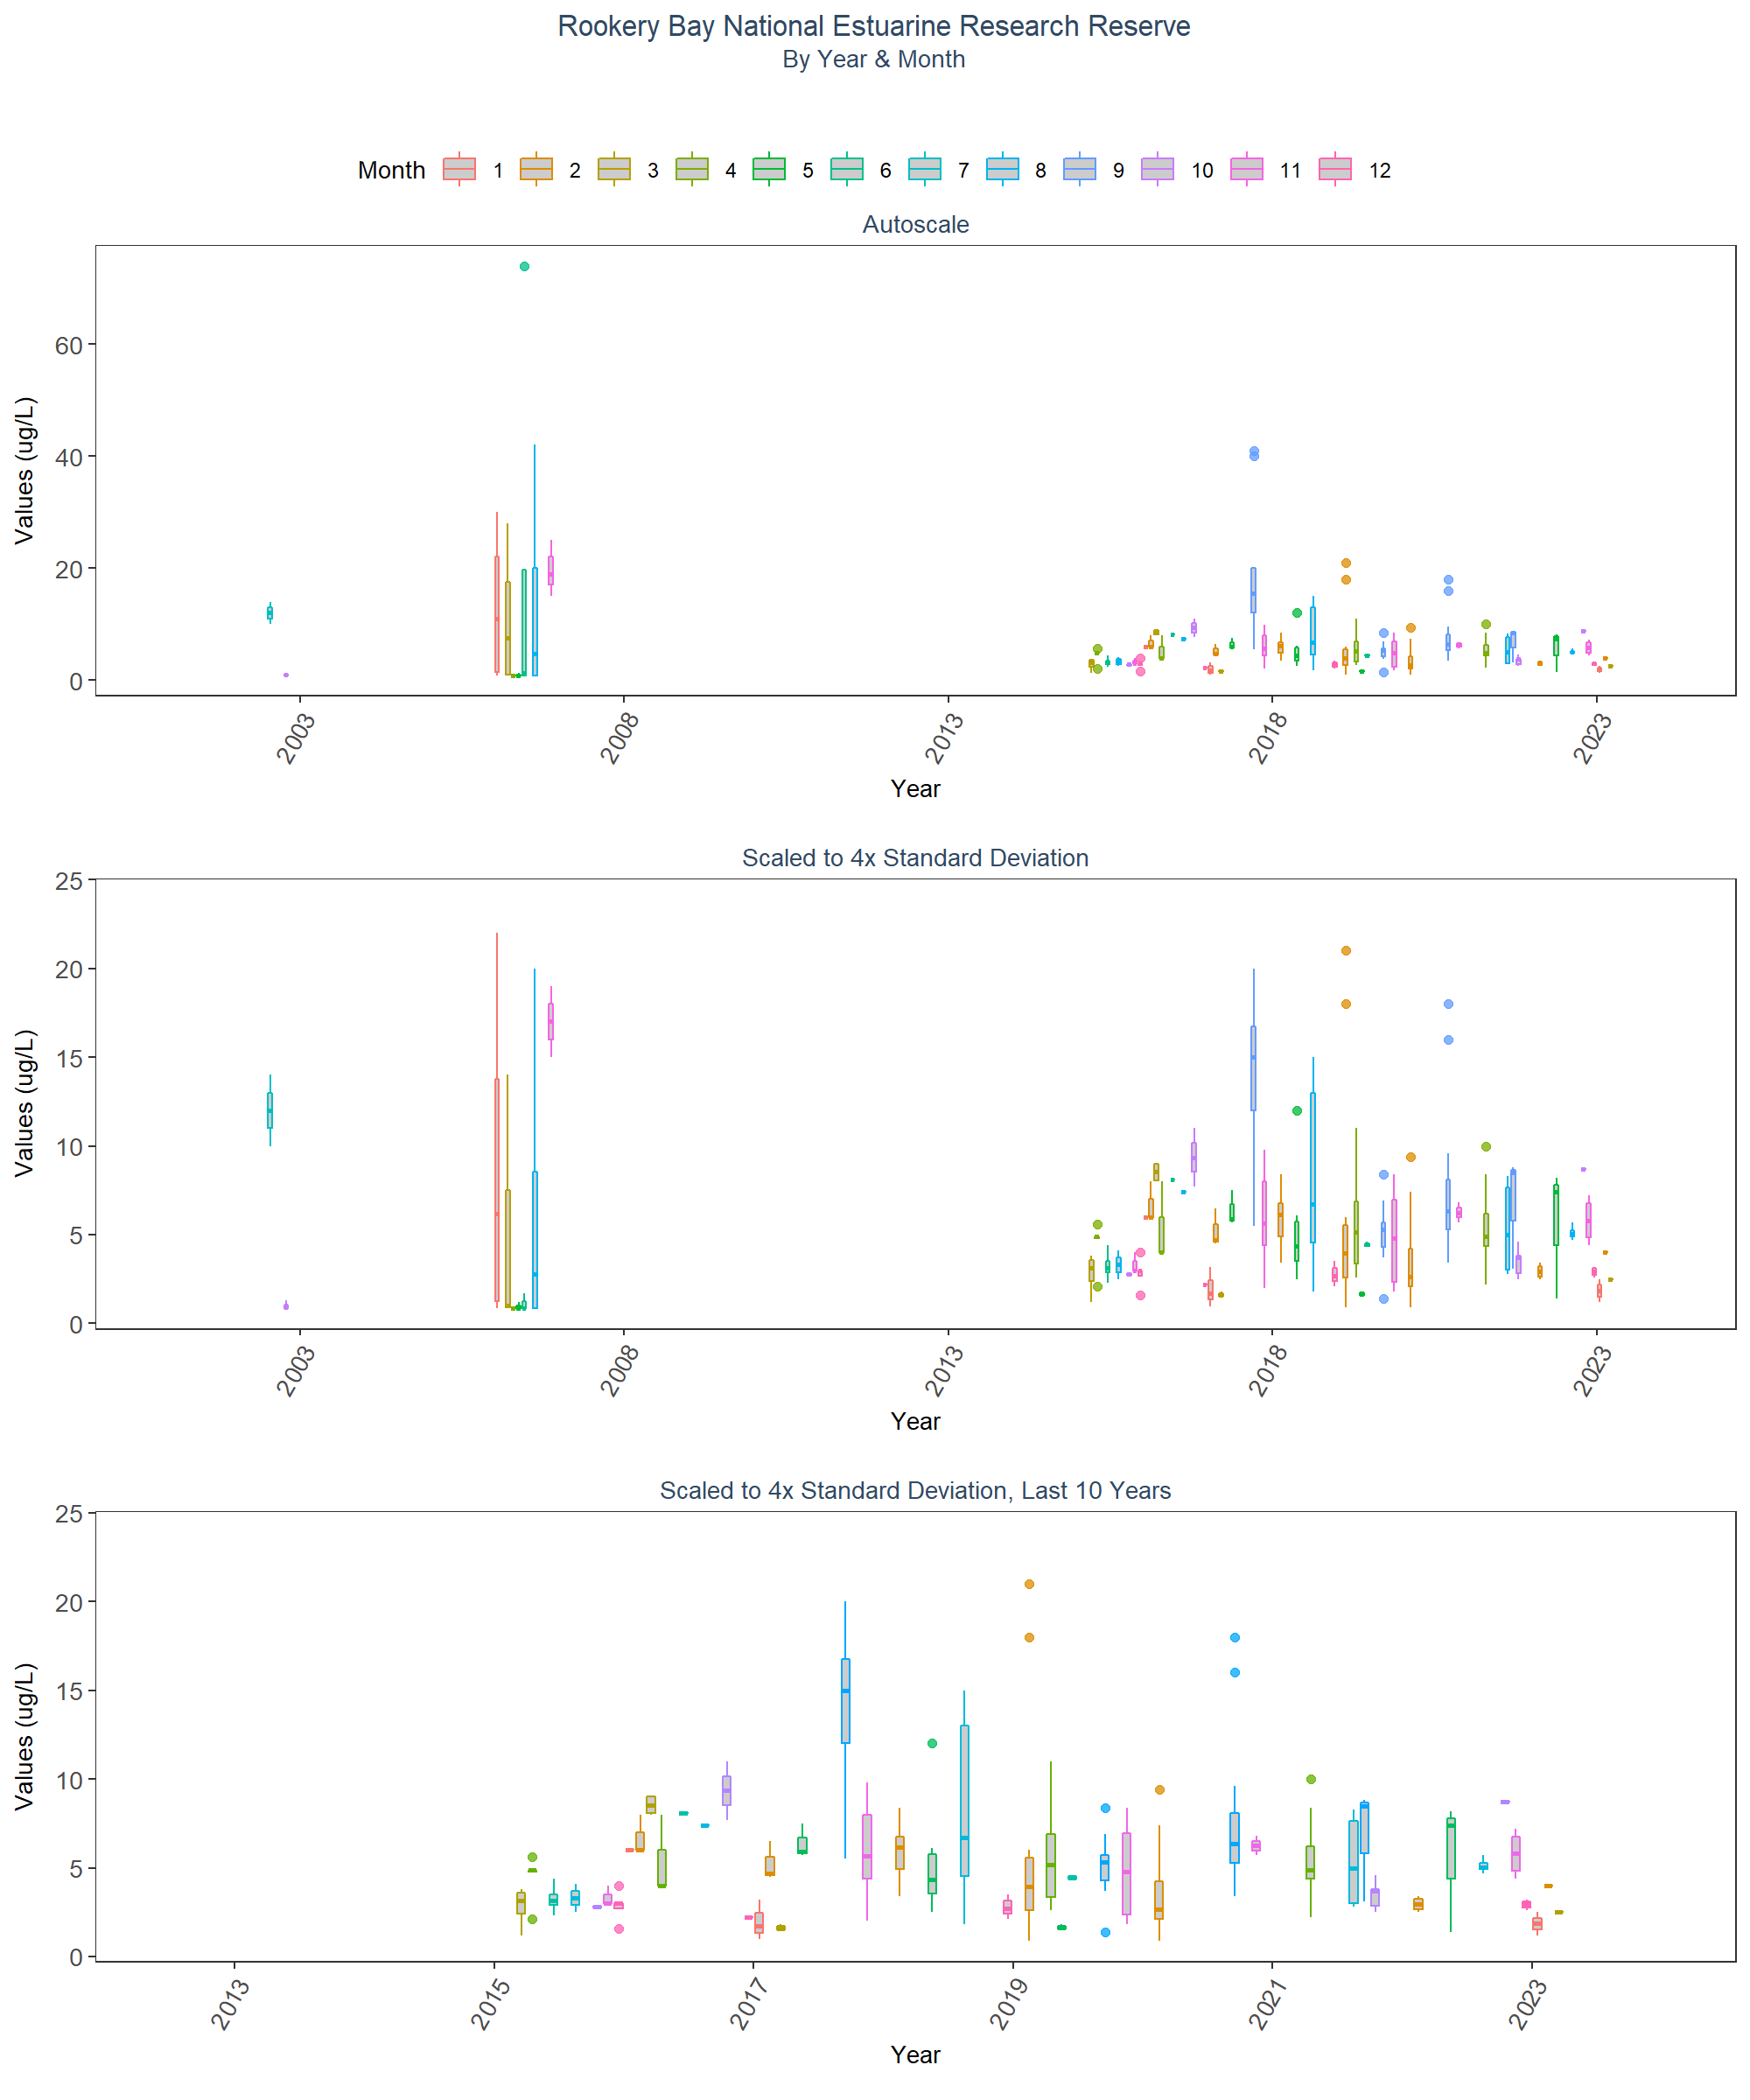 Rookery Bay National Estuarine Research Reserve
By Year & Month
Month 1 2 3 4 5 6 7 8 9 10 11 12
Autoscale
Values (ug/L)
60
40
20
0
2003 2008 2013 2018 2023
Year
Scaled to 4x Standard Deviation
Values (ug/L)
25
20
15
10
5
0
2003 2008 2013 2018 2023
Year
Scaled to 4x Standard Deviation, Last 10 Years
Values (ug/L)
25
20
15
10
5
0
2013 2015 2017 2019 2021 2023
Year